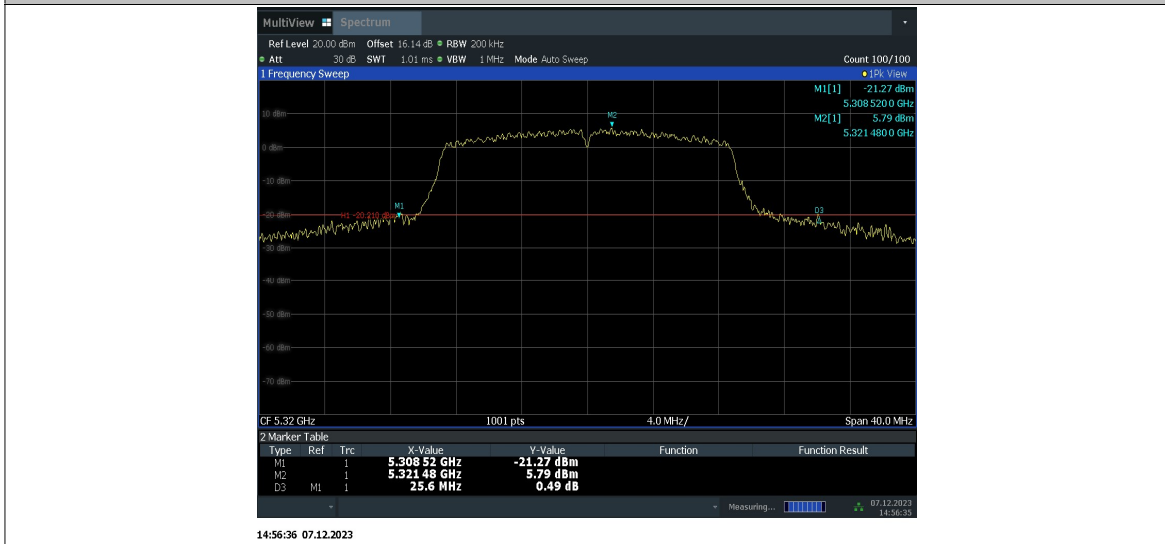 MultiView Spectrum
Ref Level 20.00 dBm Offset 16.14 dB RBW 200 kHz
Att 30 dB SWT 1.01 ms VBW 1 MHz Mode Auto Sweep Count 100/100
1 Frequency Sweep 1Pk View
M1[1] -21.27 dBm
5.308 520 0 GHz
M2[1] 5.79 dBm
5.321 480 0 GHz
10 dBm
M2
0 dBm
-10 dBm
M1
D3
-20 dBm H1 -20.210 dBm
-30 dBm
-40 dBm
-50 dBm
-60 dBm
-70 dBm
CF 5.32 GHz 1001 pts 4.0 MHz/ Span 40.0 MHz
2 Marker Table
Type Ref Trc X-Value Y-Value Function Function Result
M1 1 5.308 52 GHz -21.27 dBm
M2 1 5.321 48 GHz 5.79 dBm
D3 M1 1 25.6 MHz 0.49 dB
Measuring... 07.12.2023
14:56:35
14:56:36 07.12.2023